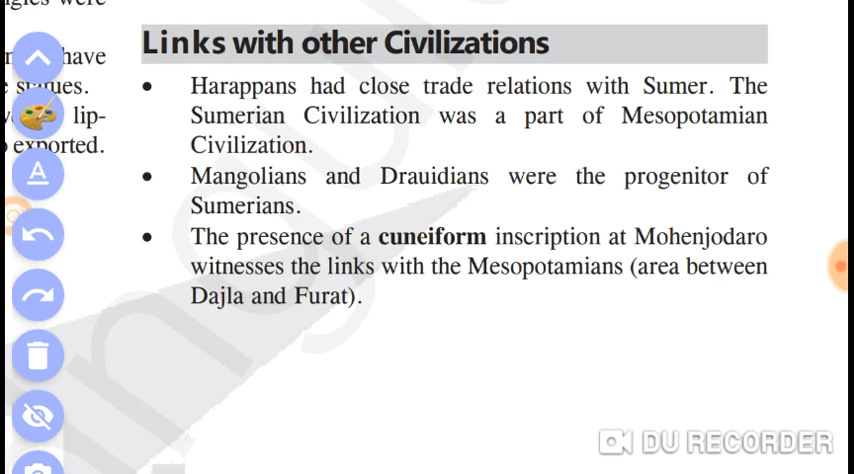 Links with other Civilizations
have
• Harappans had close trade relations with Sumer. The
Sumerian Civilization was a part of Mesopotamian
Civilization.
lip-
exported.
• Mangolians and Drauidians were the progenitor of
Sumerians.
• The presence of a cuneiform inscription at Mohenjodaro
witnesses the links with the Mesopotamians (area between
Dajla and Furat).
A
DU RECORDER